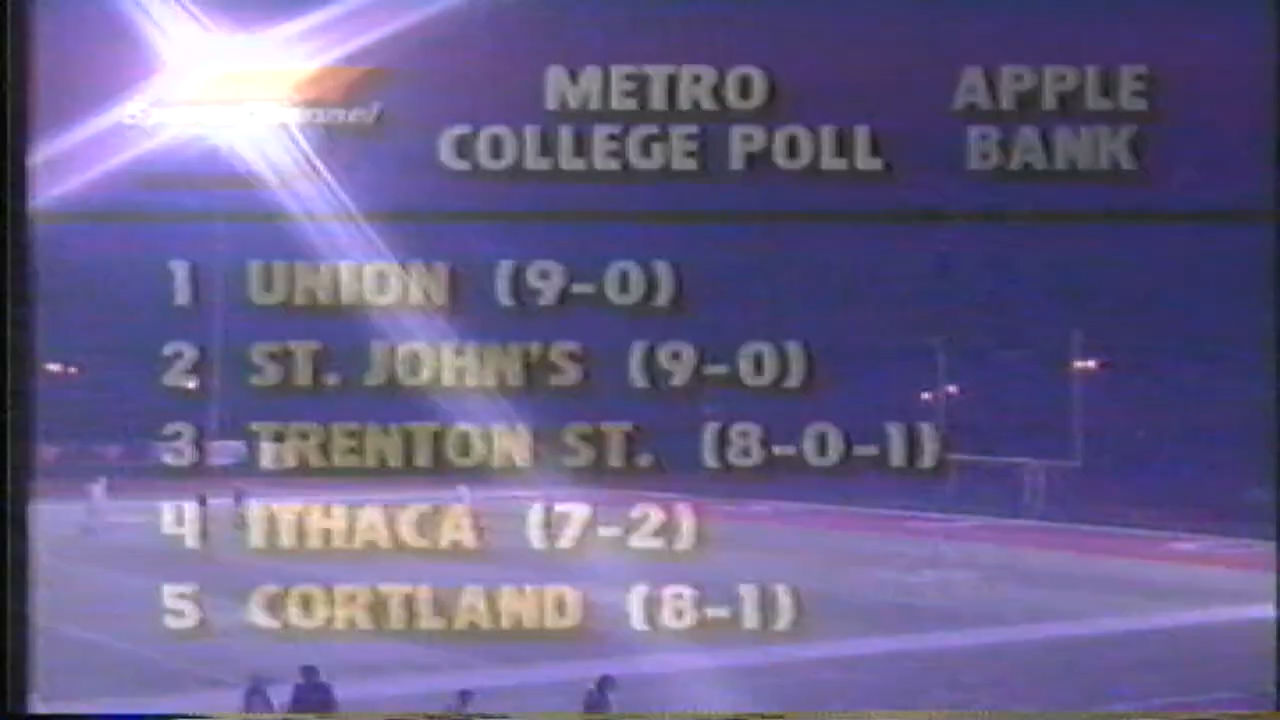 METRO
COLLEGE POLL
APPLE
BANK
1 UNION (9-0)
2 ST. JOHN'S (9-0)
3 TRENTON ST. (8-0-1)
4 ITHACA (7-2)
5 CORTLAND (8-1)